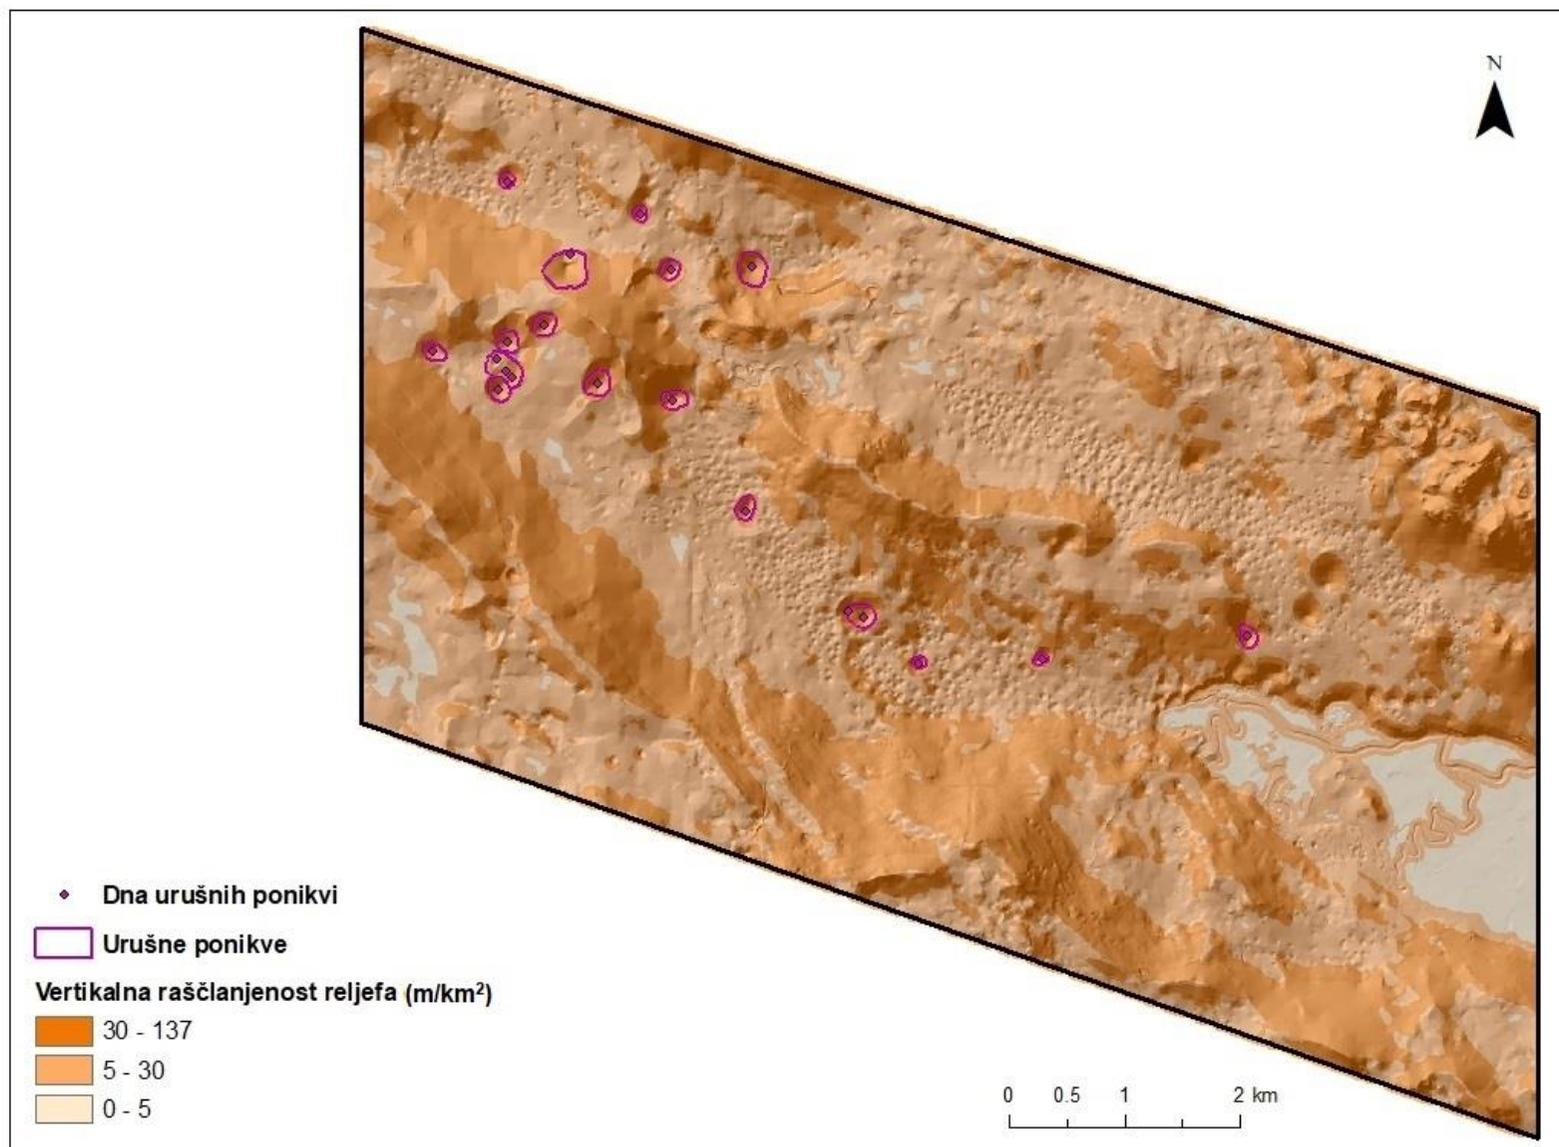 N
Dna urušnih ponikvi
Urušne ponikve
Vertikalna raščlanjenost reljefa (m/km²)
30 - 137
5 - 30
0 - 5
0 0.5 1 2 km